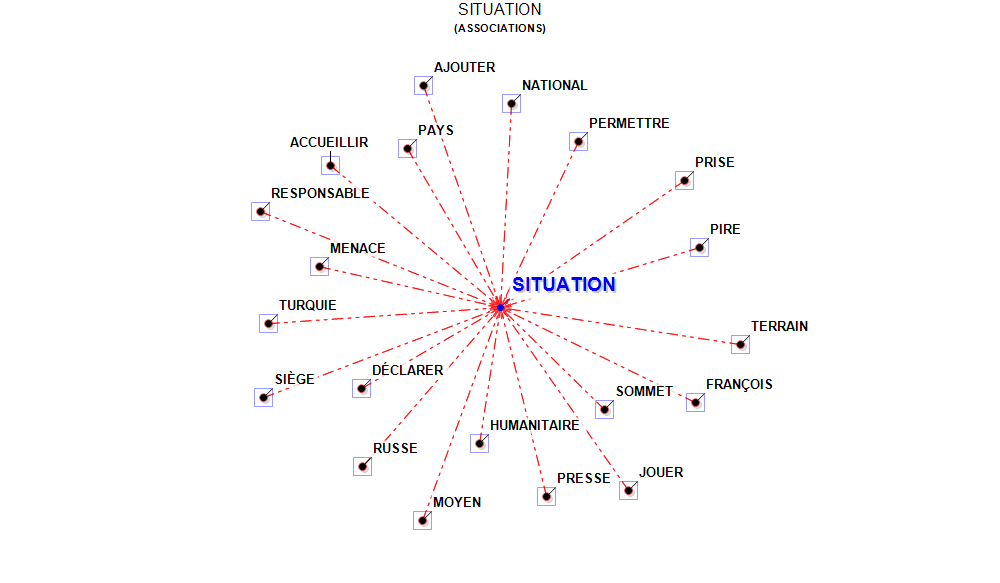 SITUATION
(ASSOCIATIONS)
AJOUTER
NATIONAL
PERMETTRE
PAYS
ACCUEILLIR
PRISE
RESPONSABLE
PIRE
MENACE
SITUATION
TURQUIE
TERRAIN
DÉCLARER
SIÈGE
FRANÇOIS
SOMMET
HUMANITAIRE
RUSSE
JOUER
PRESSE
MOYEN